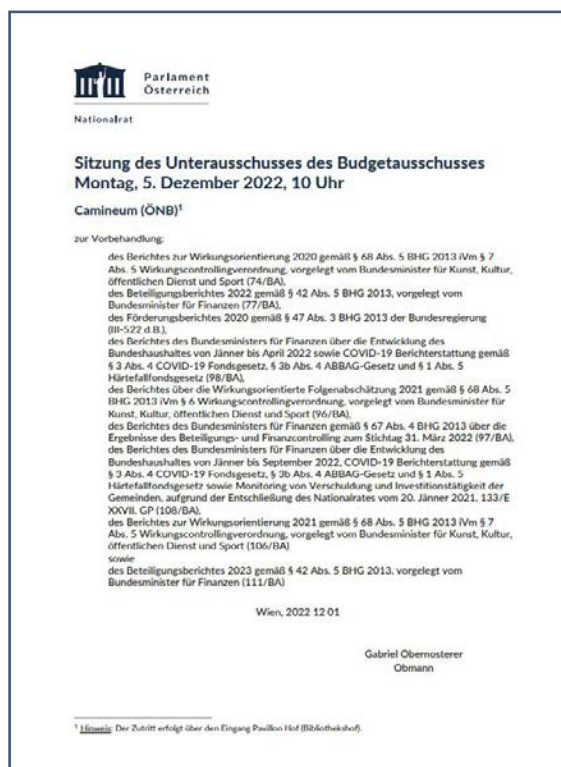 Parlament
Österreich
Nationalrat
Sitzung des Unterausschusses des Budgetausschusses
Montag, 5. Dezember 2022, 10 Uhr
Camineum (ÖNB)¹
zur Vorbehandlung:
des Berichtes zur Wirkungsorientierung 2020 gemäß § 68 Abs. 5 BHG 2013 iVm § 7
Abs. 5 Wirkungscontrollingverordnung, vorgelegt vom Bundesminister für Kunst, Kultur,
öffentlichen Dienst und Sport (74/BA),
des Beteiligungsberichtes 2022 gemäß § 42 Abs. 5 BHG 2013, vorgelegt vom
Bundesminister für Finanzen (77/BA),
des Förderungsberichtes 2020 gemäß § 47 Abs. 3 BHG 2013 der Bundesregierung
(III-522 d.B.),
des Berichtes des Bundesministers für Finanzen über die Entwicklung des
Bundeshaushaltes von Jänner bis April 2022 sowie COVID-19 Berichterstattung gemäß
§ 3 Abs. 4 COVID-19 Fondsgesetz, § 3b Abs. 4 ABBAG-Gesetz und § 1 Abs. 5
Härtefallfondsgesetz (98/BA),
des Berichtes über die Wirkungsorientierte Folgenabschätzung 2021 gemäß § 68 Abs. 5
BHG 2013 iVm § 6 Wirkungscontrollingverordnung, vorgelegt vom Bundesminister für
Kunst, Kultur, öffentlichen Dienst und Sport (96/BA),
des Berichtes des Bundesministers für Finanzen gemäß § 67 Abs. 4 BHG 2013 über die
Ergebnisse des Beteiligungs- und Finanzcontrolling zum Stichtag 31. März 2022 (97/BA),
des Berichtes des Bundesministers für Finanzen über die Entwicklung des
Bundeshaushaltes von Jänner bis September 2022, COVID-19 Berichterstattung gemäß
§ 3 Abs. 4 COVID-19 Fondsgesetz, § 3b Abs. 4 ABBAG-Gesetz und § 1 Abs. 5
Härtefallfondsgesetz sowie Monitoring von Verschuldung und Investitionstätigkeit der
Gemeinden, aufgrund der Entschließung des Nationalrates vom 20. Jänner 2021, 133/E
XXVII. GP (108/BA),
des Berichtes zur Wirkungsorientierung 2021 gemäß § 68 Abs. 5 BHG 2013 iVm § 7
Abs. 5 Wirkungscontrollingverordnung, vorgelegt vom Bundesminister für Kunst, Kultur,
öffentlichen Dienst und Sport (106/BA)
sowie
des Beteiligungsberichtes 2023 gemäß § 42 Abs. 5 BHG 2013, vorgelegt vom
Bundesminister für Finanzen (111/BA)
Wien, 2022 12 01
Gabriel Obernosterer
Obmann
¹ Hinweis: Der Zutritt erfolgt über den Eingang Pavillon Hof (Bibliothekshof).